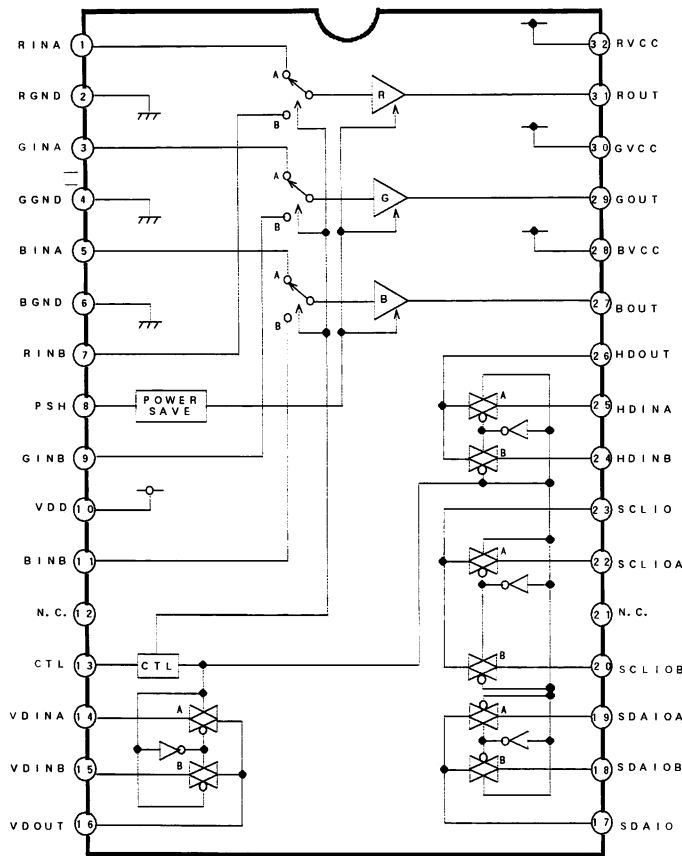 RINA 1
RGND 2
GINA 3
GGND 4
BINA 5
BGND 6
RINB 7
PSH 8
GINB 9
VDD 10
BINB 11
N.C. 12
CTL 13
VDINA 14
VDINB 15
VDOUT 16
A
B
R
A
B
G
A
B
B
POWER
SAVE
CTL
A
B
A
B
A
B
A
B
32 RVCC
31 ROUT
30 GVCC
29 GOUT
28 BVCC
27 BOUT
26 HDOUT
25 HDINA
24 HDINB
23 SCLIO
22 SCLIOA
21 N.C.
20 SCLIOB
19 SDAIOA
18 SDAIOB
17 SDAIO